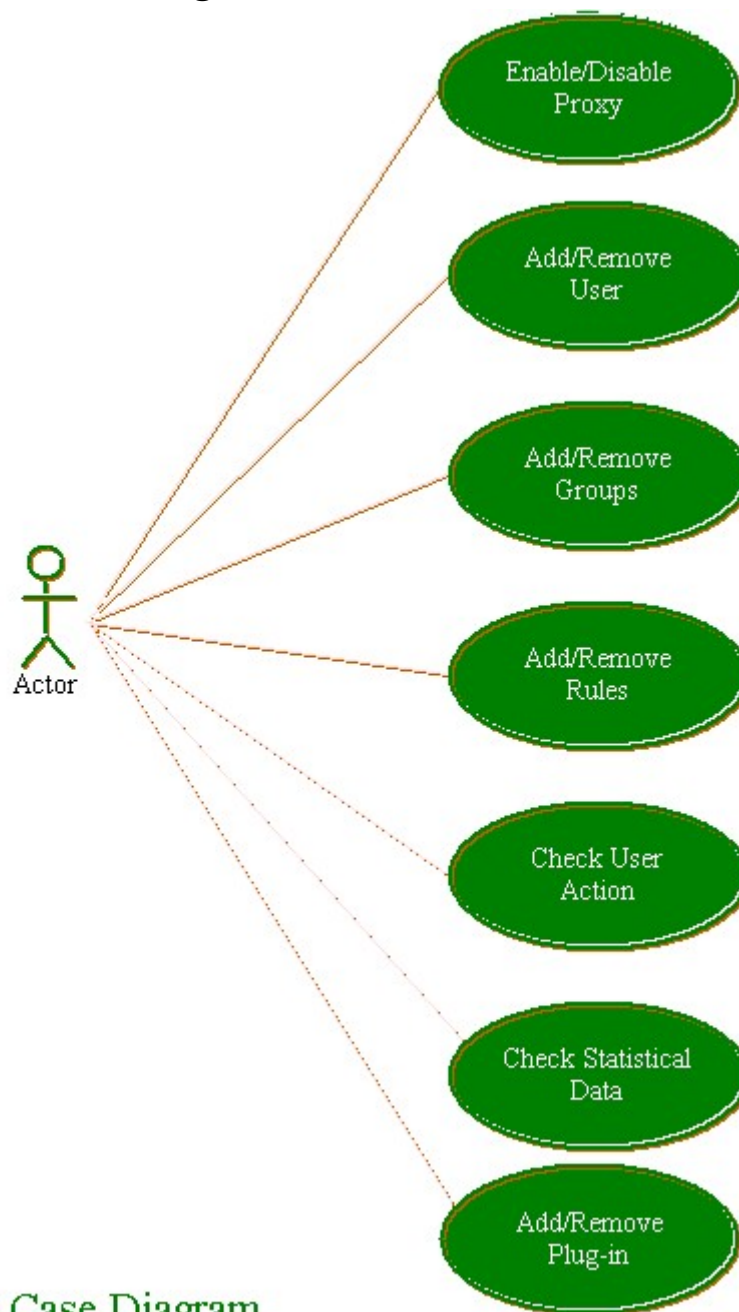 Enable/Disable
Proxy
Add/Remove
User
Add/Remove
Groups
Actor
Add/Remove
Rules
Check User
Action
Check Statistical
Data
Add/Remove
Plug-in
Case Diagram